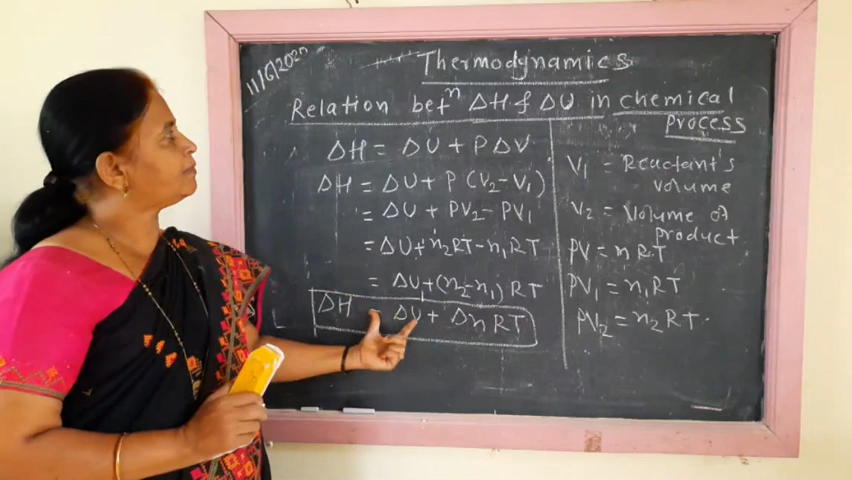 11/6/2020
Thermodynamics
Relation betⁿ ΔH & ΔU in chemical
process
ΔH = ΔU + PΔV
ΔH = ΔU + P (V₂ - V₁)
= ΔU + PV₂ - PV₁
= ΔU + n₂RT - n₁RT
= ΔU + (n₂ - n₁) RT
ΔH = ΔU + Δn RT
V₁ = Reactant's
volume
V₂ = Volume of
product
PV = nRT
PV₁ = n₁RT
PV₂ = n₂RT